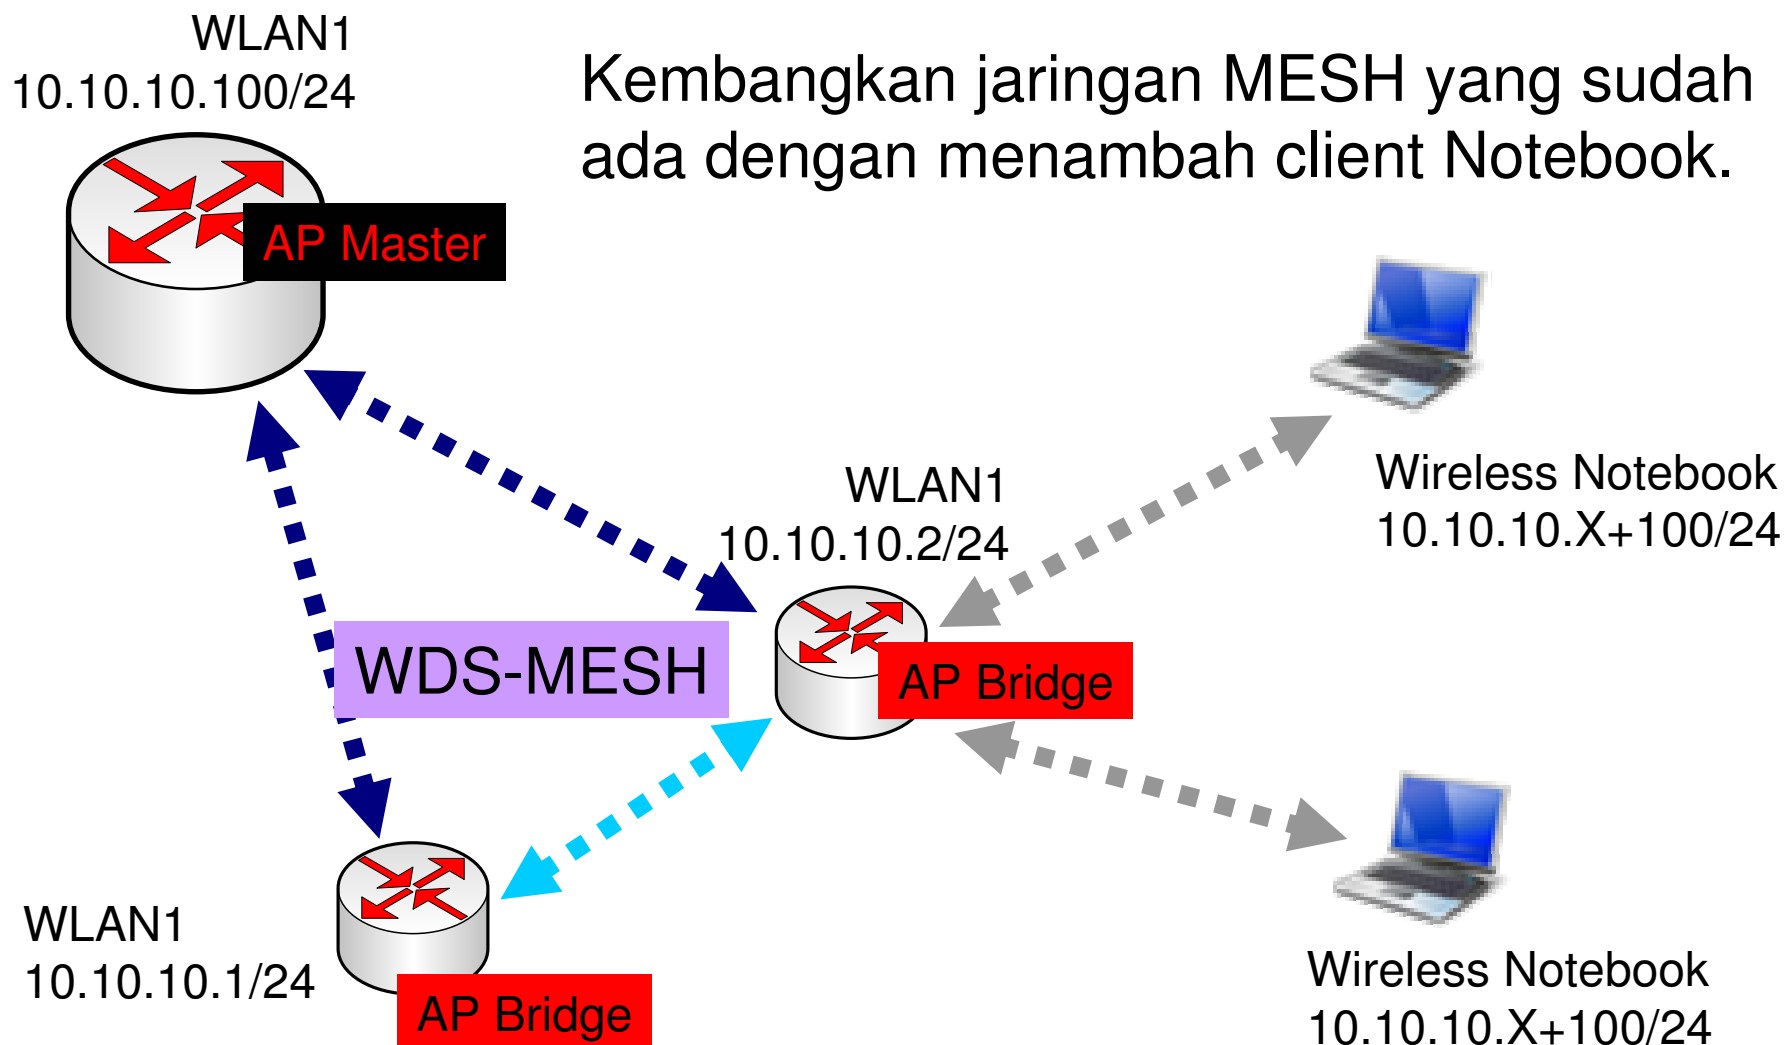 WLAN1
10.10.10.100/24
Kembangkan jaringan MESH yang sudah
ada dengan menambah client Notebook.
AP Master
WLAN1
10.10.10.2/24
Wireless Notebook
10.10.10.X+100/24
WDS-MESH
AP Bridge
WLAN1
10.10.10.1/24
AP Bridge
Wireless Notebook
10.10.10.X+100/24